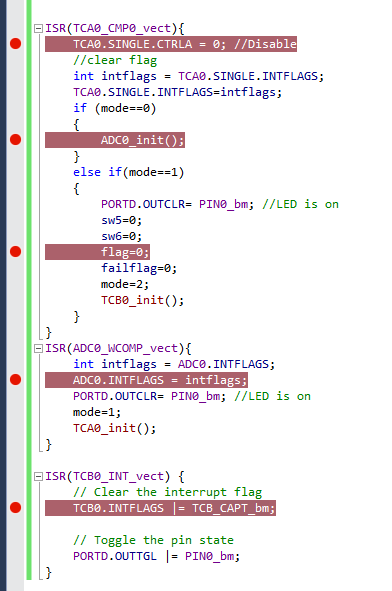 ISR(TCA0_CMP0_vect){
TCA0.SINGLE.CTRLA = 0; //Disable
//clear flag
int intflags = TCA0.SINGLE.INTFLAGS;
TCA0.SINGLE.INTFLAGS=intflags;
if (mode==0)
{
ADC0_init();
}
else if(mode==1)
{
PORTD.OUTCLR= PIN0_bm; //LED is on
sw5=0;
sw6=0;
flag=0;
failflag=0;
mode=2;
TCB0_init();
}
}
ISR(ADC0_WCOMP_vect){
int intflags = ADC0.INTFLAGS;
ADC0.INTFLAGS = intflags;
PORTD.OUTCLR= PIN0_bm; //LED is on
mode=1;
TCA0_init();
}
ISR(TCB0_INT_vect) {
// Clear the interrupt flag
TCB0.INTFLAGS |= TCB_CAPT_bm;
// Toggle the pin state
PORTD.OUTTGL |= PIN0_bm;
}